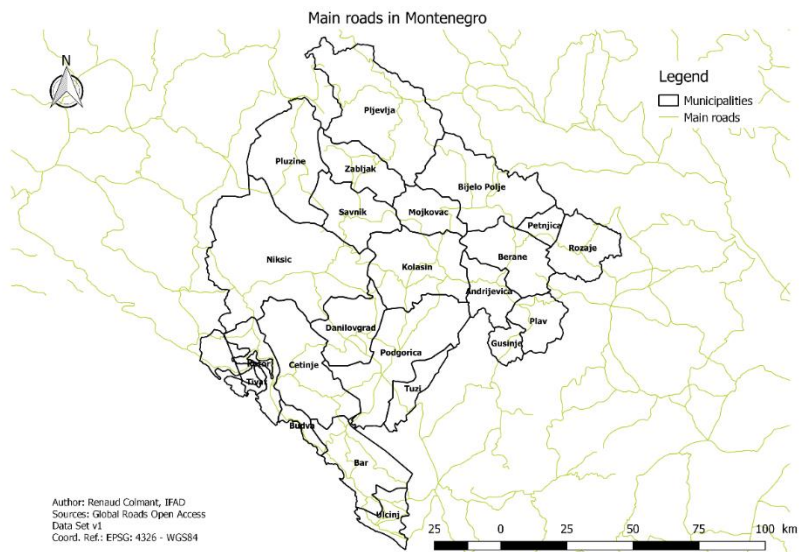 Main roads in Montenegro
N
Legend
Municipalities
Main roads
Pljevlja
Pluzine
Zabljak
Bijelo Polje
Savnik
Mojkovac
Petnjica
Rozaje
Niksic
Kolasin
Berane
Andrijevica
Plav
Danilovgrad
Gusinje
Podgorica
Cetinje
Kotor
Tivat
Tuzi
Budva
Bar
Ulcinj
Author: Renaud Colmant, IFAD
Sources: Global Roads Open Access
Data Set v1
Coord. Ref.: EPSG: 4326 - WGS84
25 0 25 50 75 100 km